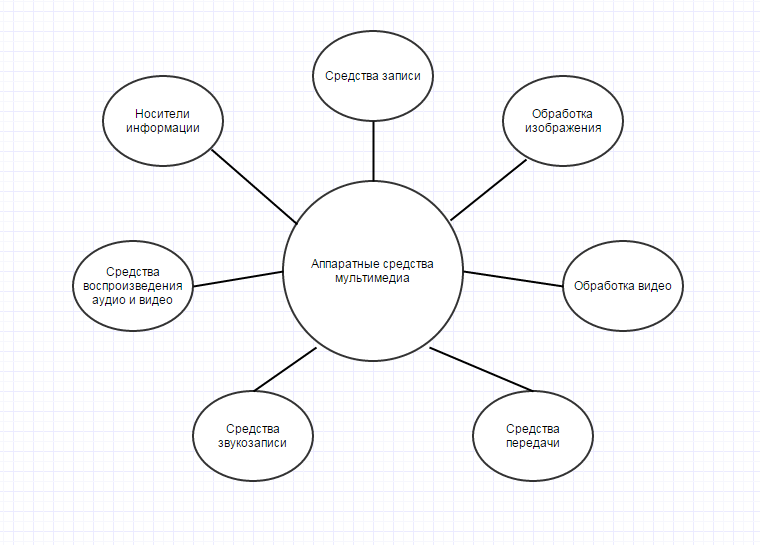 Средства записи
Носители
информации
Обработка
изображения
Аппаратные средства
мультимедиа
Средства
воспроизведения
аудио и видео
Обработка видео
Средства
звукозаписи
Средства
передачи